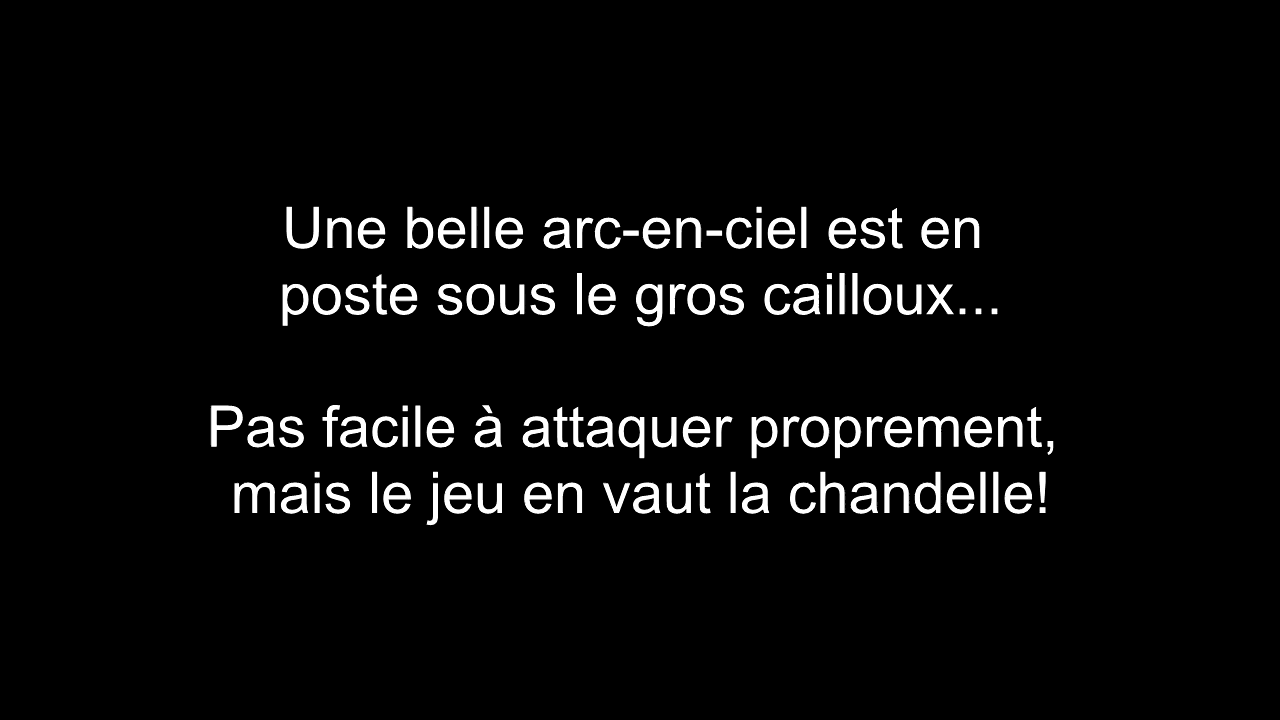 Une belle arc-en-ciel est en
poste sous le gros cailloux...
Pas facile à attaquer proprement,
mais le jeu en vaut la chandelle!